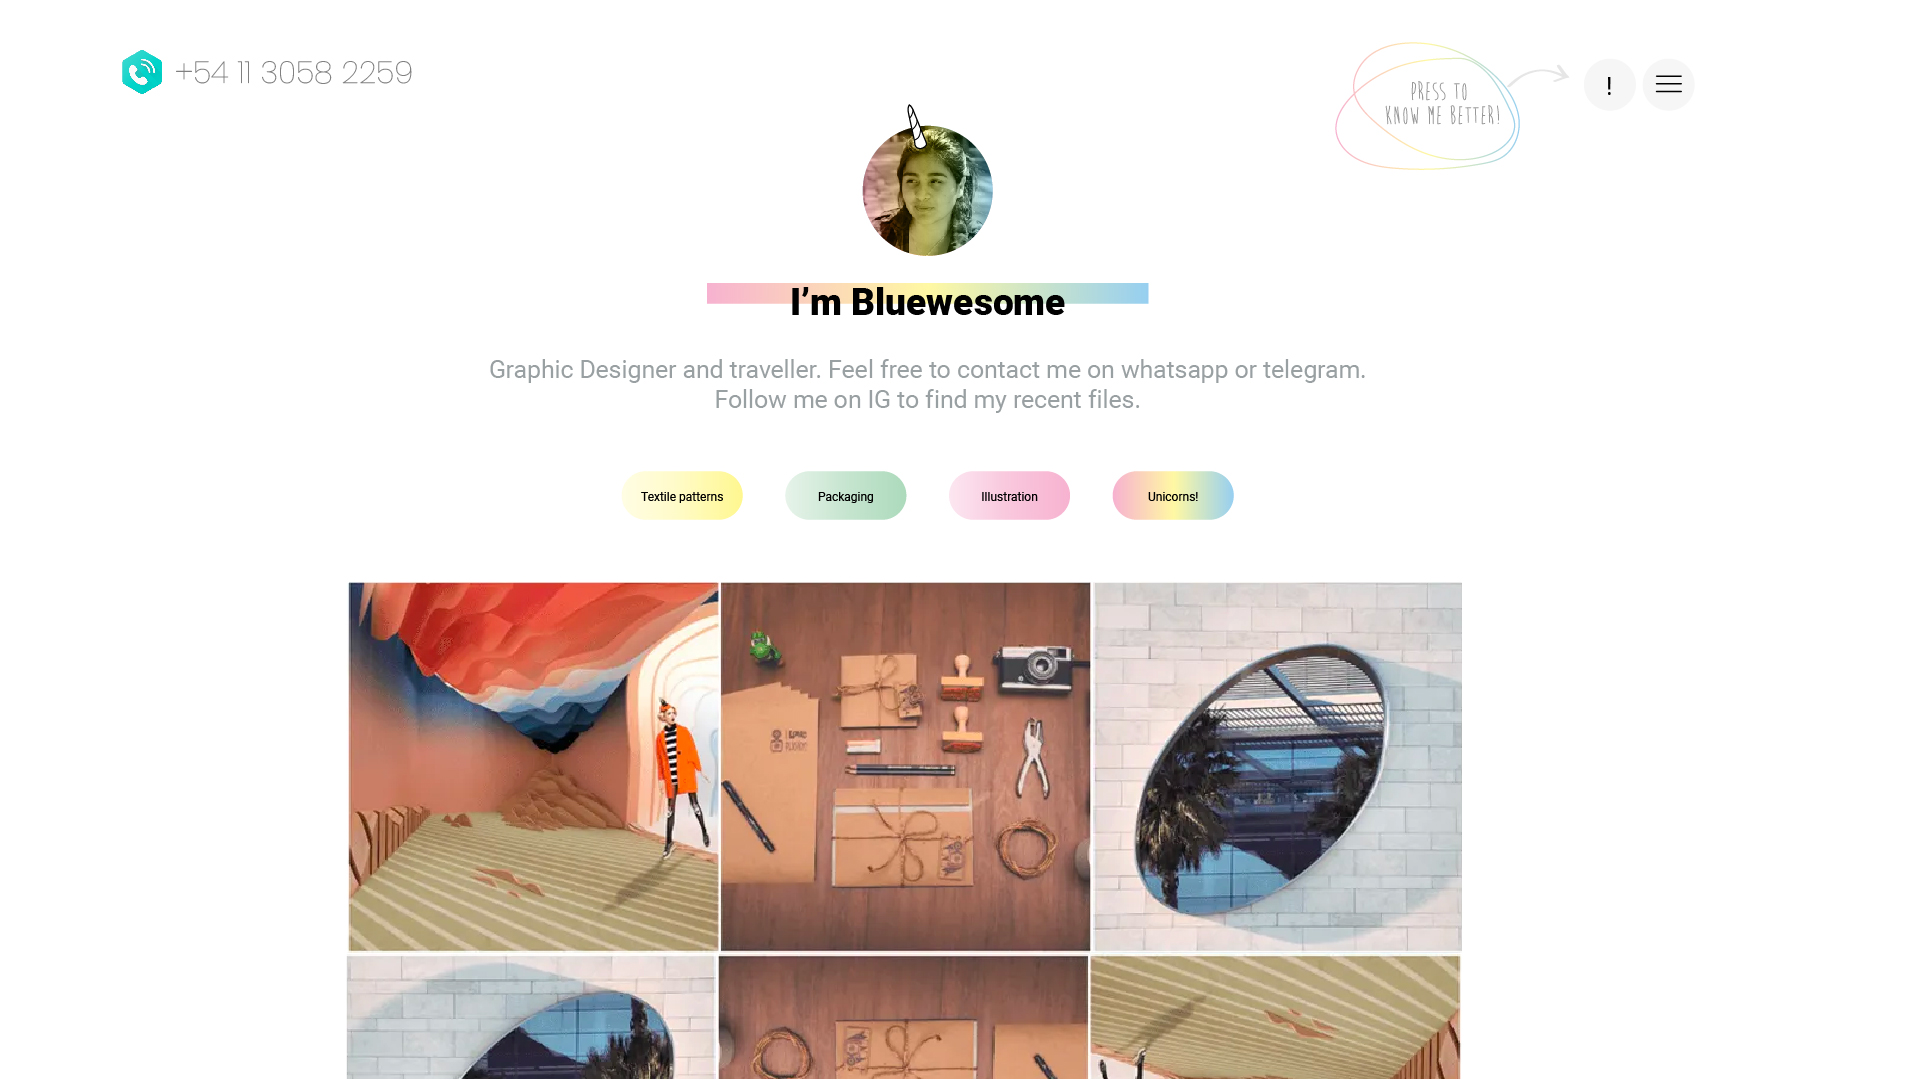 +54 11 3058 2259
PRESS TO
KNOW ME BETTER!
!
I’m Bluewesome
Graphic Designer and traveller. Feel free to contact me on whatsapp or telegram.
Follow me on IG to find my recent files.
Textile patterns
Packaging
Illustration
Unicorns!